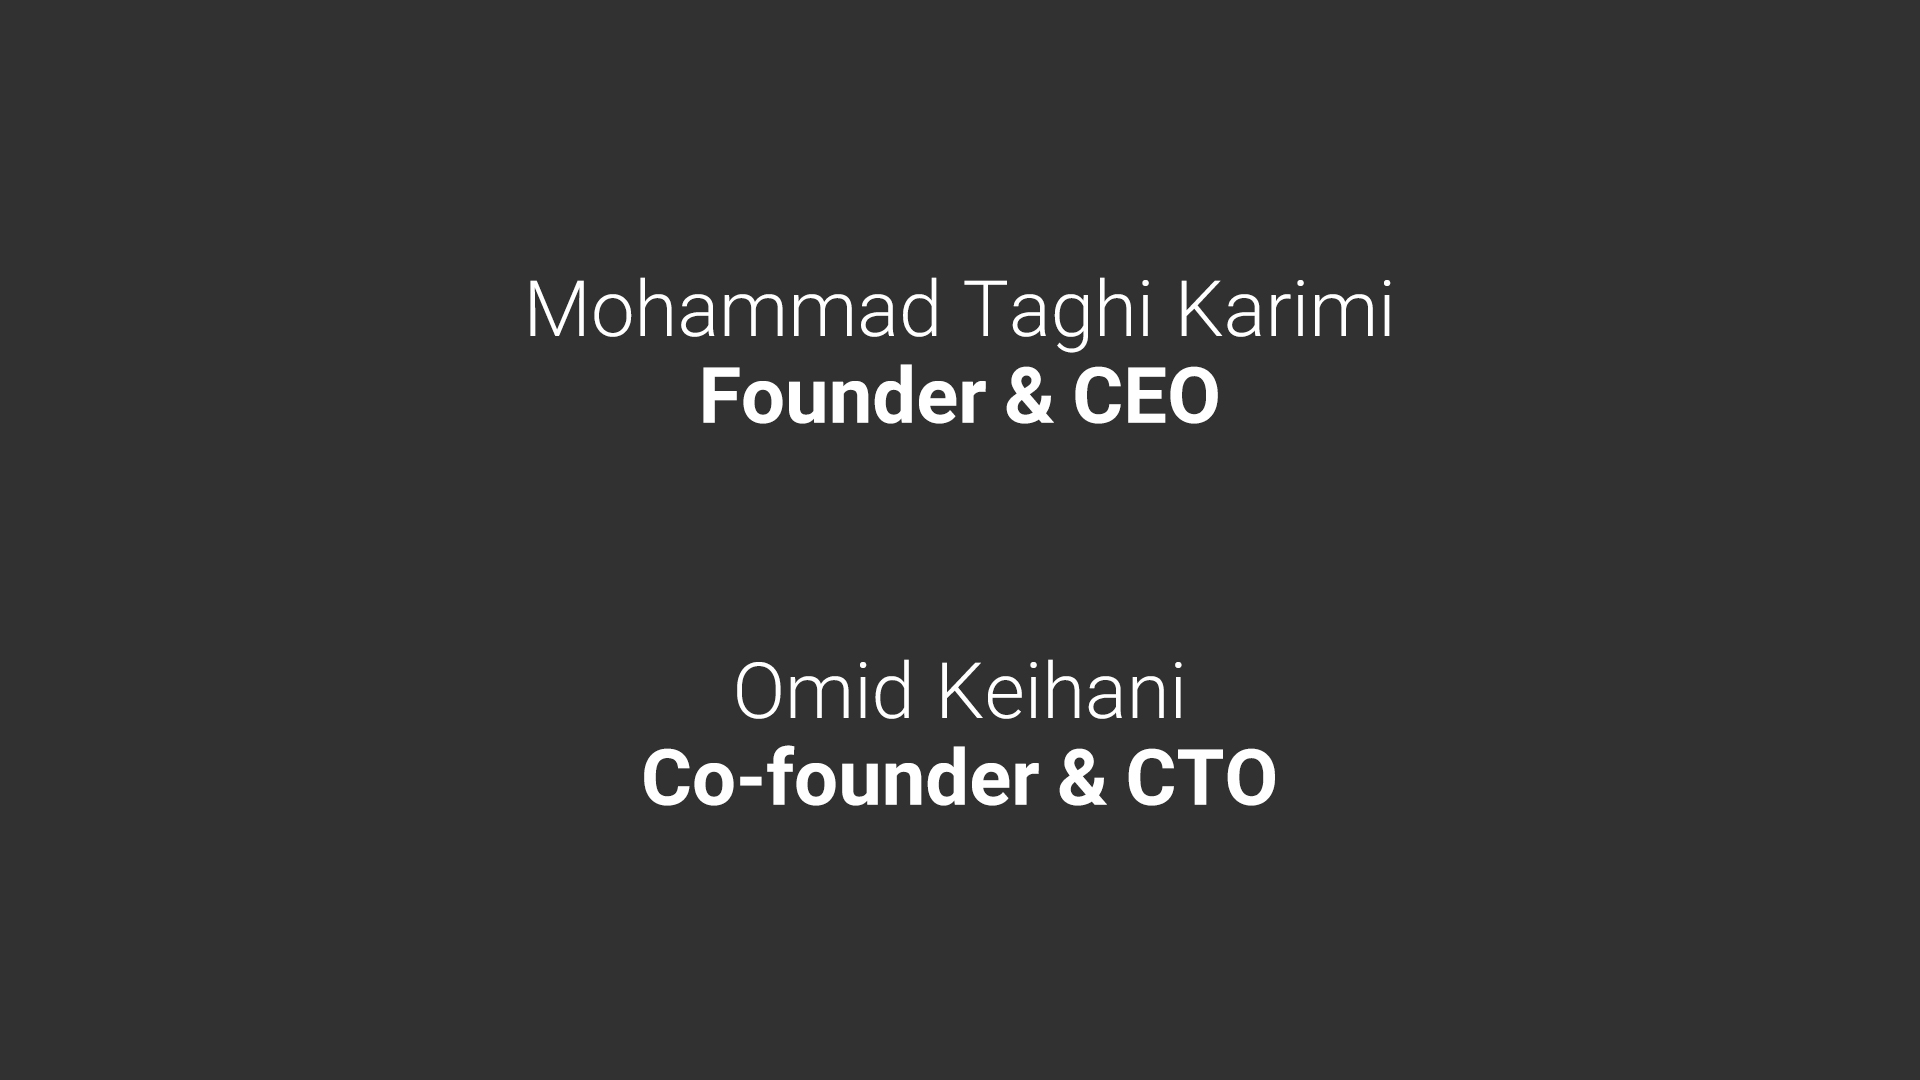 Mohammad Taghi Karimi
Founder & CEO
Omid Keihani
Co-founder & CTO